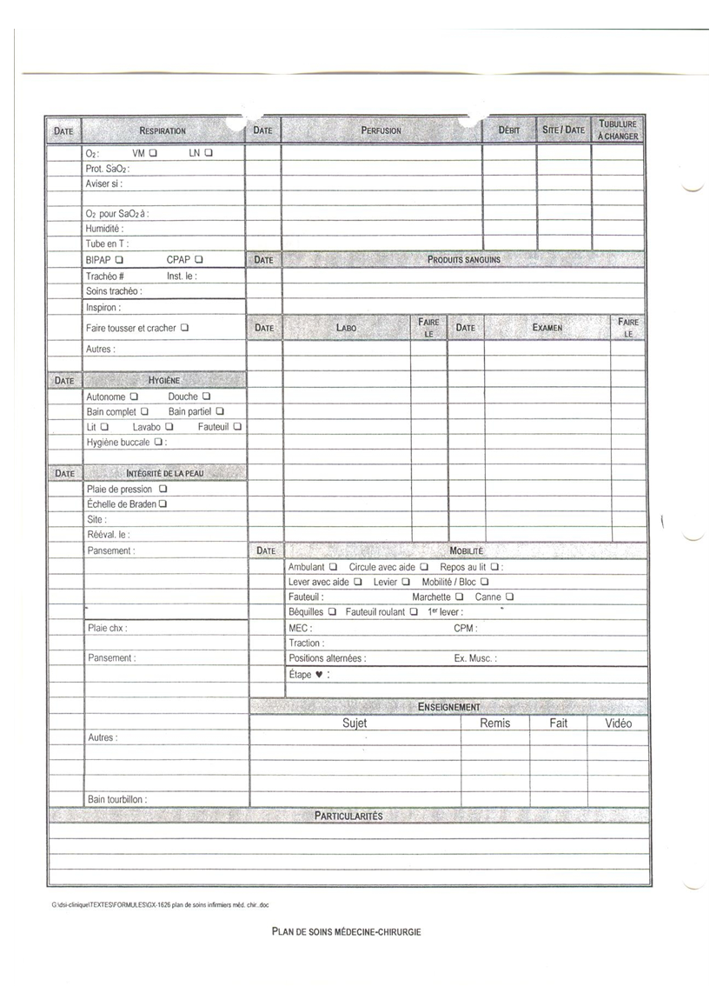 DATE RESPIRATION DATE PERFUSION DÉBIT SITE / DATE TUBULURE À CHANGER
O2 : VM ❑ LN ❑
Prot. SaO2 :
Aviser si :
O2 pour SaO2 à :
Humidité :
Tube en T :
BIPAP ❑ CPAP ❑
DATE PRODUITS SANGUINS
Trachéo # Inst. le :
Soins trachéo :
Inspiron :
Faire tousser et cracher ❑
DATE LABO FAIRE LE DATE EXAMEN FAIRE LE
Autres :
DATE HYGIÈNE
Autonome ❑ Douche ❑
Bain complet ❑ Bain partiel ❑
Lit ❑ Lavabo ❑ Fauteuil ❑
Hygiène buccale ❑ :
DATE INTÉGRITÉ DE LA PEAU
Plaie de pression ❑
Échelle de Braden ❑
Site :
Rééval. le :
Pansement :
Plaie chx :
Pansement :
Autres :
Bain tourbillon :
DATE MOBILITÉ
Ambulant ❑ Circule avec aide ❑ Repos au lit ❑ :
Lever avec aide ❑ Levier ❑ Mobilité / Bloc ❑
Fauteuil : Marchette ❑ Canne ❑
Béquilles ❑ Fauteuil roulant ❑ 1er lever :
MEC : CPM :
Traction :
Positions alternées : Ex. Musc. :
Étape ♥ :
ENSEIGNEMENT
Sujet Remis Fait Vidéo
PARTICULARITÉS
G:\dsi-clinique\TEXTES\FORMULES\GX-1626 plan de soins infirmiers méd. chir..doc
PLAN DE SOINS MÉDECINE-CHIRURGIE